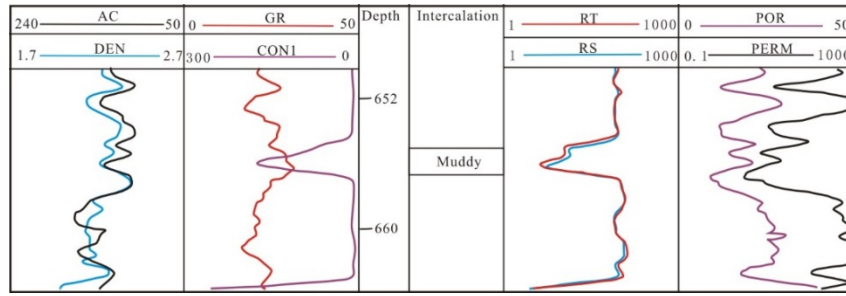 AC GR Depth Intercalation RT POR
240 50 0 50 1 1000 0 50
DEN CON1 RS PERM
1.7 2.7 300 0 1 1000 0.1 1000
652
Muddy
660